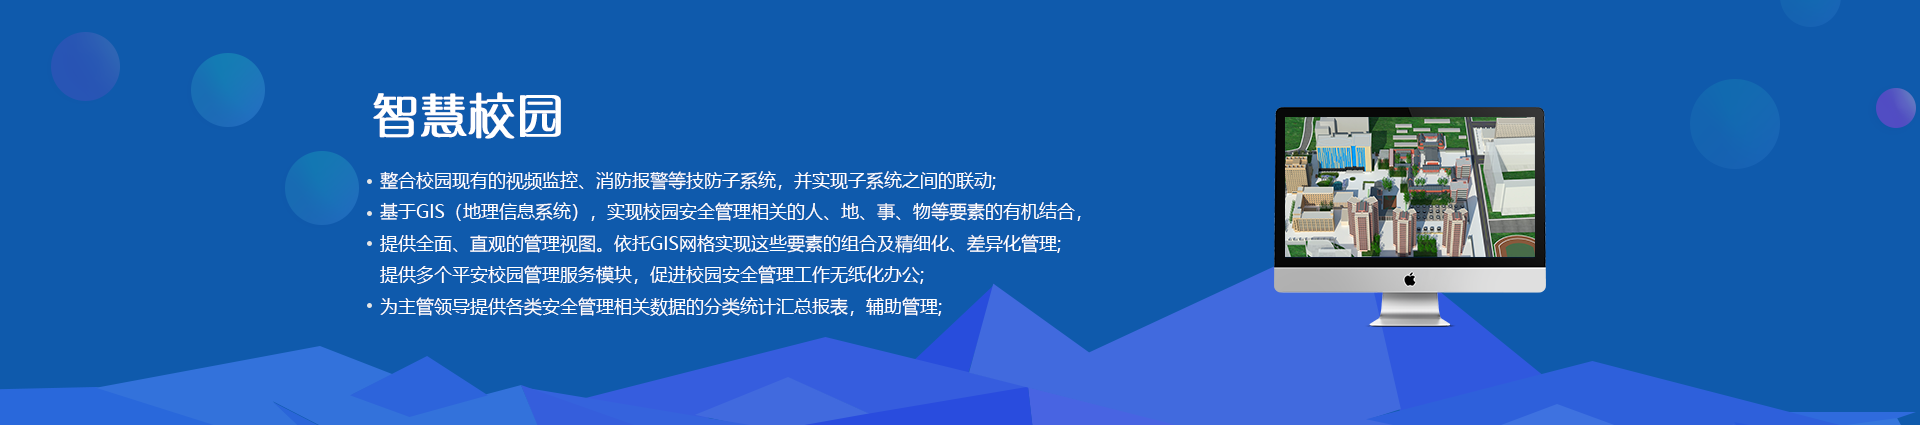 智慧校园
• 整合校园现有的视频监控、消防报警等技防子系统，并实现子系统之间的联动;
• 基于GIS（地理信息系统），实现校园安全管理相关的人、地、事、物等要素的有机结合，
• 提供全面、直观的管理视图。依托GIS网格实现这些要素的组合及精细化、差异化管理;
提供多个平安校园管理服务模块，促进校园安全管理工作无纸化办公;
• 为主管领导提供各类安全管理相关数据的分类统计汇总报表，辅助管理;